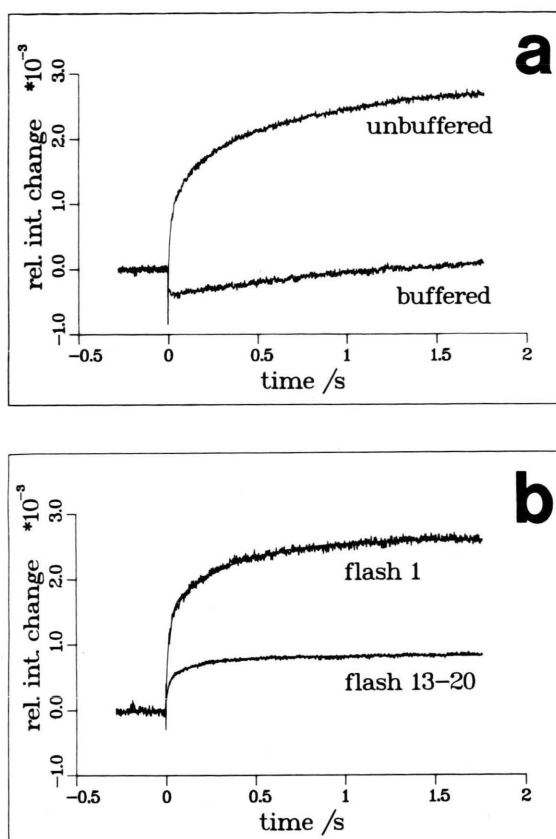 a
rel. int. change *10⁻³
3.0
2.0
1.0
0.0
−1.0
unbuffered
buffered
−0.5 0 0.5 1 1.5 2
time /s
b
rel. int. change *10⁻³
3.0
2.0
1.0
0.0
−1.0
flash 1
flash 13−20
−0.5 0 0.5 1 1.5 2
time /s